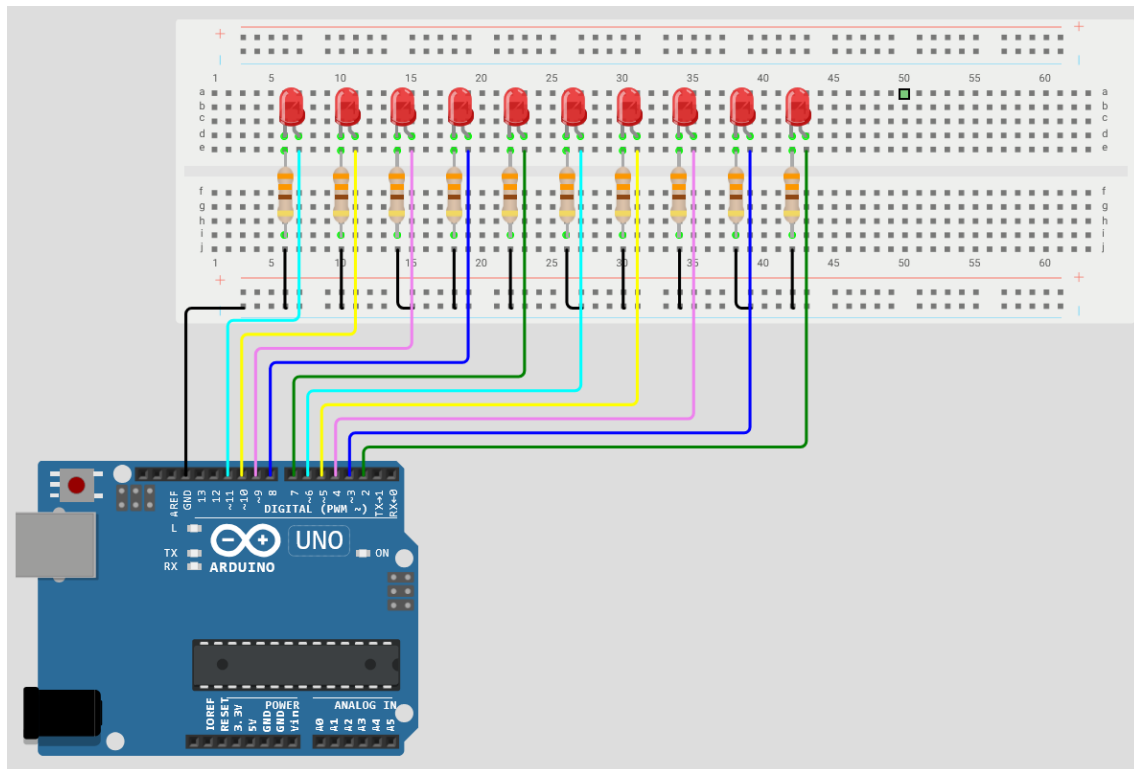 + +
| |
1 5 10 15 20 25 30 35 40 45 50 55 60
a a
b b
c c
d d
e e
f f
g g
h h
i i
j j
1 5 10 15 20 25 30 35 40 45 50 55 60
+ +
| |
AREF
GND
13
12
~11
~10
~9
8
7
~6
~5
4
~3
2
TX→1
RX←0
DIGITAL (PWM ~)
L
TX
RX
UNO
ON
ARDUINO
IOREF
RESET
3.3V
5V
GND
GND
Vin
POWER
ANALOG IN
A0
A1
A2
A3
A4
A5